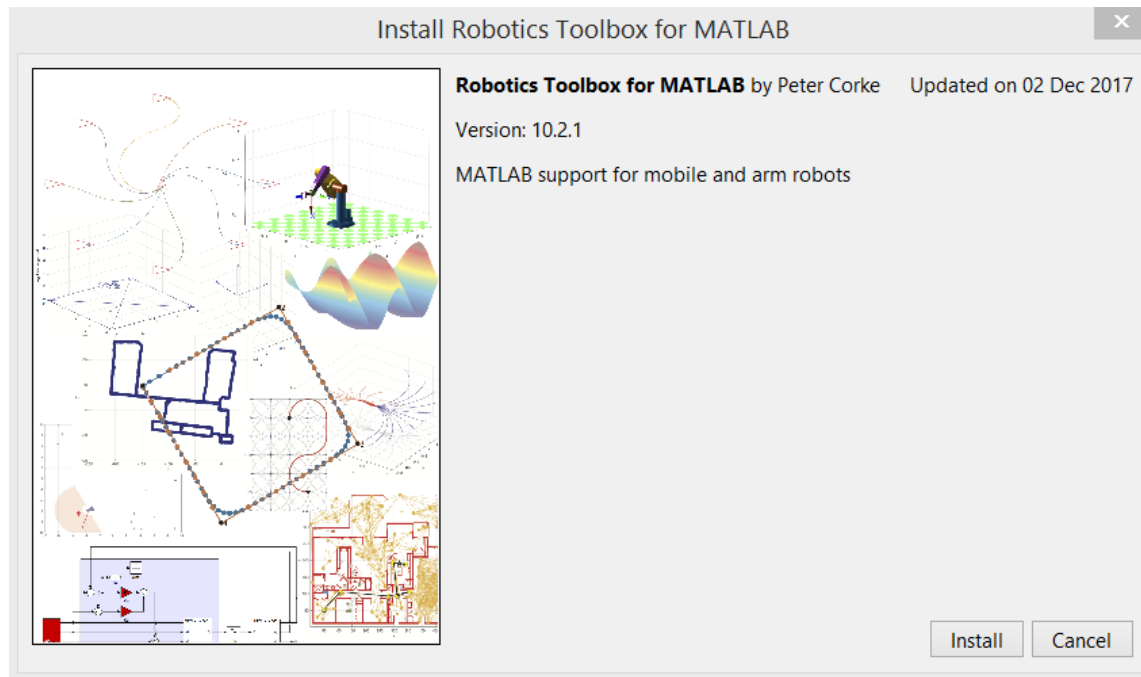 Install Robotics Toolbox for MATLAB
Robotics Toolbox for MATLAB by Peter Corke Updated on 02 Dec 2017
Version: 10.2.1
MATLAB support for mobile and arm robots
Install Cancel